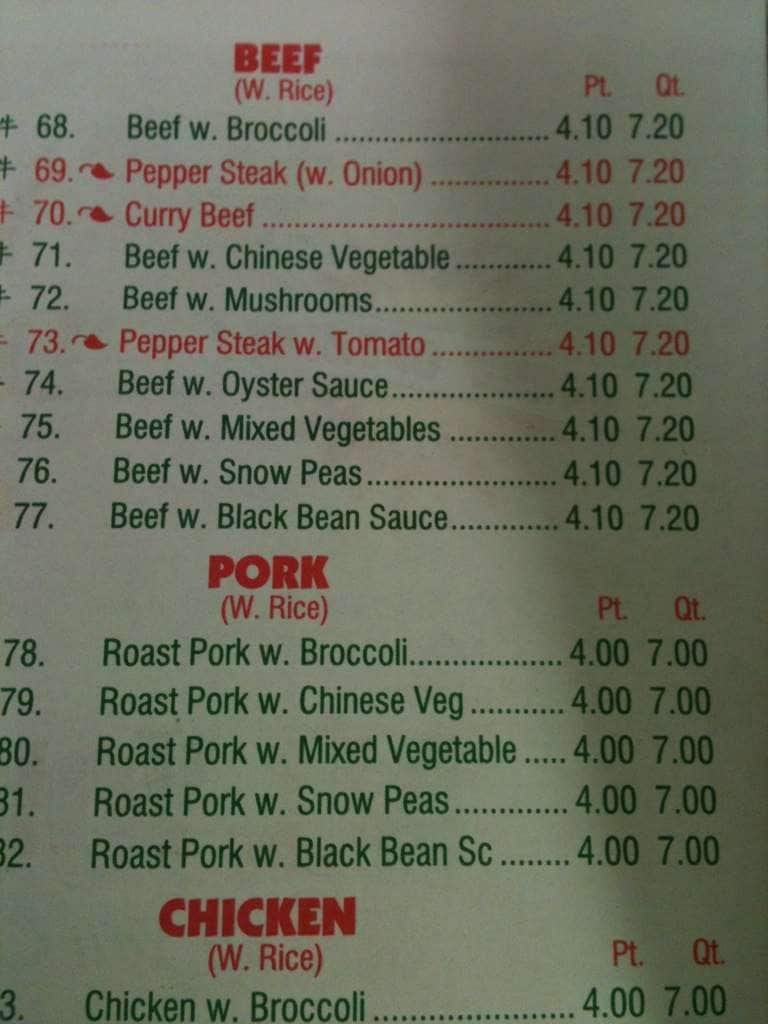 BEEF
(W. Rice) Pt. Qt.
牛 68. Beef w. Broccoli ........................ 4.10 7.20
牛 69. Pepper Steak (w. Onion) .............. 4.10 7.20
牛 70. Curry Beef .................................. 4.10 7.20
71. Beef w. Chinese Vegetable ........... 4.10 7.20
72. Beef w. Mushrooms.................... 4.10 7.20
73. Pepper Steak w. Tomato .............. 4.10 7.20
74. Beef w. Oyster Sauce................... 4.10 7.20
75. Beef w. Mixed Vegetables ............ 4.10 7.20
76. Beef w. Snow Peas...................... 4.10 7.20
77. Beef w. Black Bean Sauce............. 4.10 7.20
PORK
(W. Rice) Pt. Qt.
78. Roast Pork w. Broccoli.................. 4.00 7.00
79. Roast Pork w. Chinese Veg ........... 4.00 7.00
80. Roast Pork w. Mixed Vegetable ..... 4.00 7.00
81. Roast Pork w. Snow Peas............. 4.00 7.00
82. Roast Pork w. Black Bean Sc ........ 4.00 7.00
CHICKEN
(W. Rice) Pt. Qt.
3. Chicken w. Broccoli ....................... 4.00 7.00